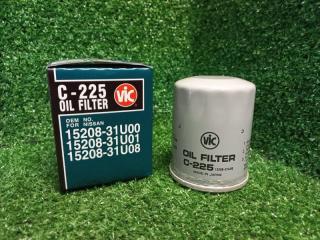 vic
C-225
OIL FILTER
OEM NO.
FOR NISSAN
15208-31U00
15208-31U01
15208-31U08
vic
OIL FILTER
C-225
MADE IN JAPAN